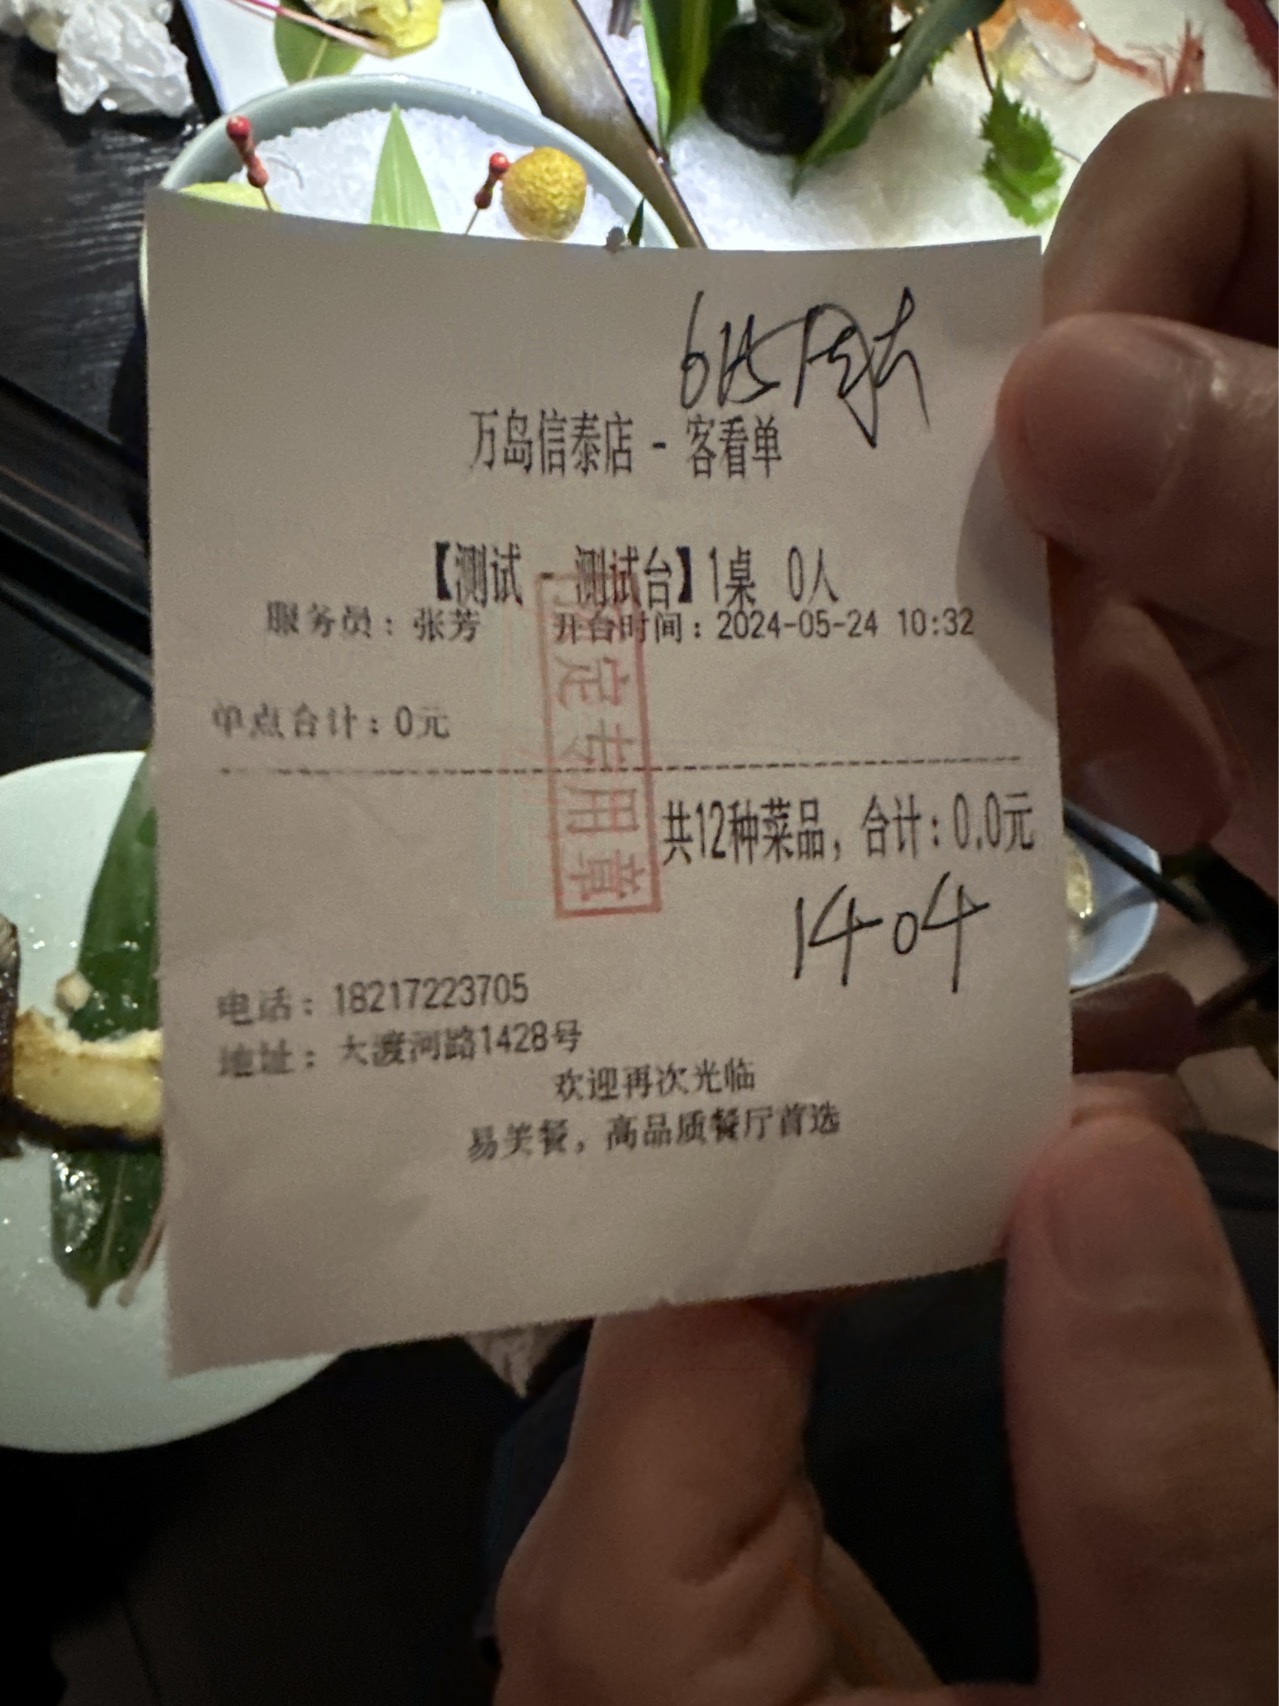 万岛信泰店 - 客看单
【测试 - 测试台】1桌 0人
服务员：张芳 开台时间：2024-05-24 10:32
单点合计：0元
定专用章
共12种菜品，合计：0.0元
1404
电话：18217223705
地址：大渡河路1428号
欢迎再次光临
易美餐，高品质餐厅首选